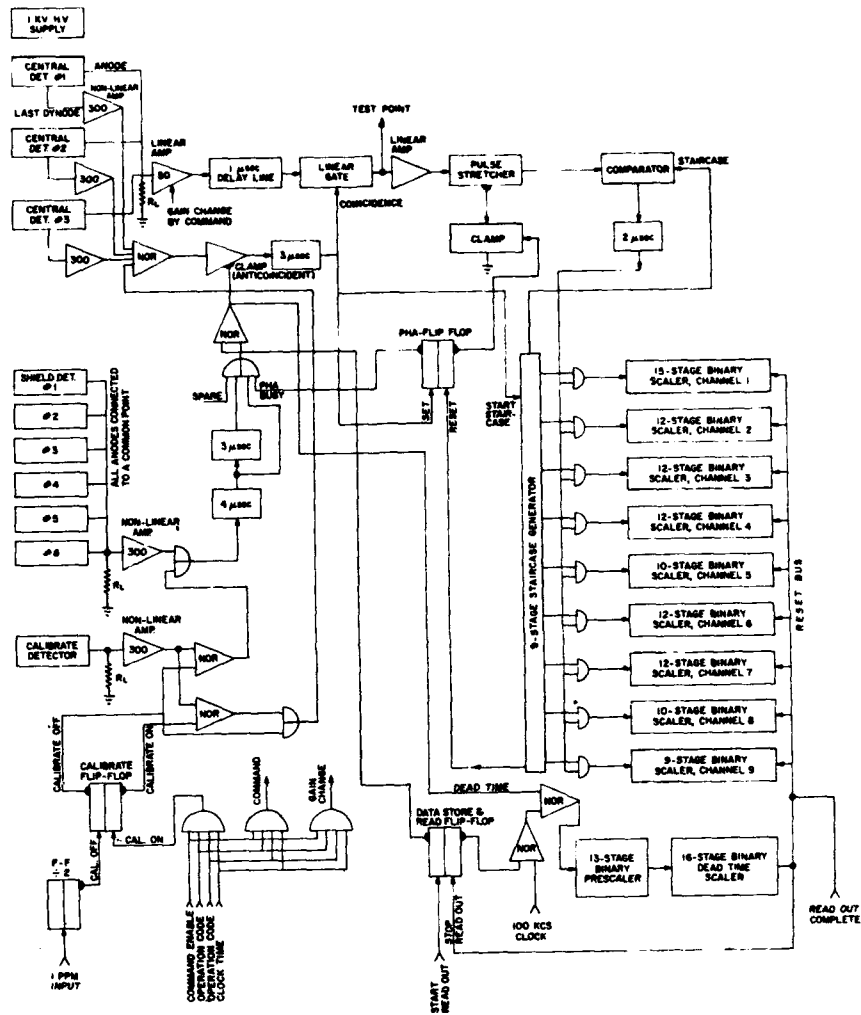 1 KV H.V.
SUPPLY
CENTRAL
DET. #1
ANODE
NON-LINEAR
AMP
300
LAST DYNODE
CENTRAL
DET. #2
300
CENTRAL
DET. #3
300
LINEAR
AMP
50
RL
GAIN CHANGE
BY COMMAND
1 μsec
DELAY LINE
LINEAR
GATE
COINCIDENCE
TEST POINT
LINEAR
AMP
PULSE
STRETCHER
CLAMP
COMPARATOR
STAIRCASE
2 μsec
NOR
CLAMP
(ANTICOINCIDENT)
3 μsec
NOR
SPARE
PHA
BUSY
3 μsec
4 μsec
PHA-FLIP FLOP
SET
RESET
START
STAIR-
CASE
9-STAGE STAIRCASE GENERATOR
SHIELD DET.
#1
#2
#3
#4
#5
#6
ALL ANODES CONNECTED
TO A COMMON POINT
NON-LINEAR
AMP.
300
RL
CALIBRATE
DETECTOR
NON-LINEAR
AMP.
300
RL
NOR
NOR
CALIBRATE OFF
CALIBRATE ON
CALIBRATE
FLIP-FLOP
CAL. OFF
CAL. ON
F-F
÷2
1 PPM
INPUT
COMMAND
GAIN
CHANGE
COMMAND ENABLE
OPERATION CODE
OPERATION CODE
CLOCK TIME
15-STAGE BINARY
SCALER, CHANNEL 1
12-STAGE BINARY
SCALER, CHANNEL 2
12-STAGE BINARY
SCALER, CHANNEL 3
12-STAGE BINARY
SCALER, CHANNEL 4
10-STAGE BINARY
SCALER, CHANNEL 5
12-STAGE BINARY
SCALER, CHANNEL 6
12-STAGE BINARY
SCALER, CHANNEL 7
10-STAGE BINARY
SCALER, CHANNEL 8
9-STAGE BINARY
SCALER, CHANNEL 9
RESET BUS
DEAD TIME
DATA STORE &
READ FLIP-FLOP
NOR
NOR
START
READ OUT
STOP
READ OUT
100 KCS
CLOCK
13-STAGE
BINARY
PRESCALER
16-STAGE BINARY
DEAD TIME
SCALER
READ OUT
COMPLETE